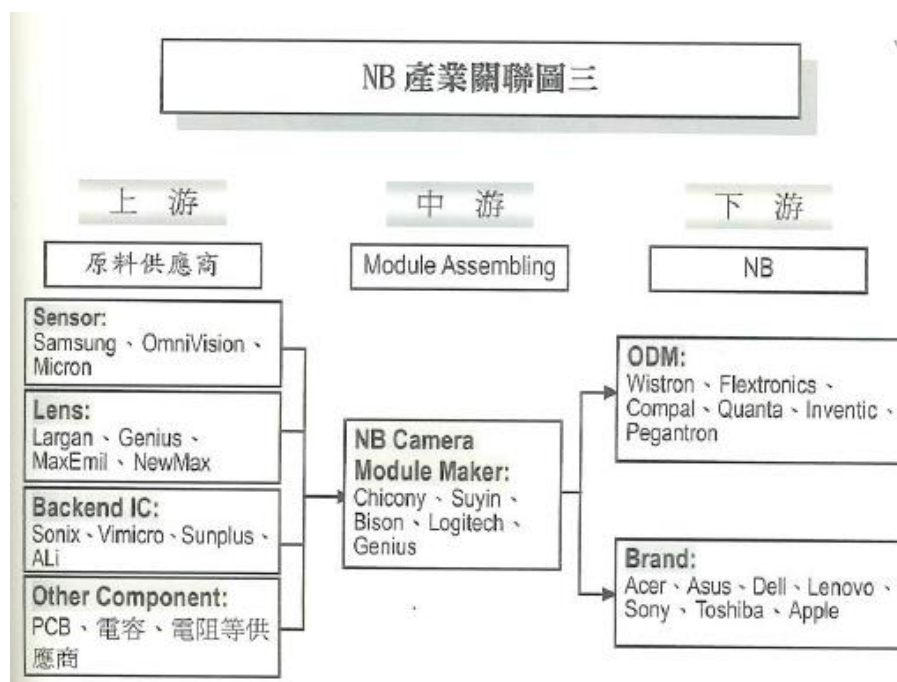 NB 產業關聯圖三
上 游
中 游
下 游
原料供應商
Module Assembling
NB
Sensor:
Samsung、OmniVision、
Micron
Lens:
Largan、Genius、
MaxEmil、NewMax
Backend IC:
Sonix、Vimicro、Sunplus、
ALi
Other Component:
PCB、電容、電阻等供
應商
NB Camera
Module Maker:
Chicony、Suyin、
Bison、Logitech、
Genius
ODM:
Wistron、Flextronics、
Compal、Quanta、Inventic、
Pegantron
Brand:
Acer、Asus、Dell、Lenovo、
Sony、Toshiba、Apple